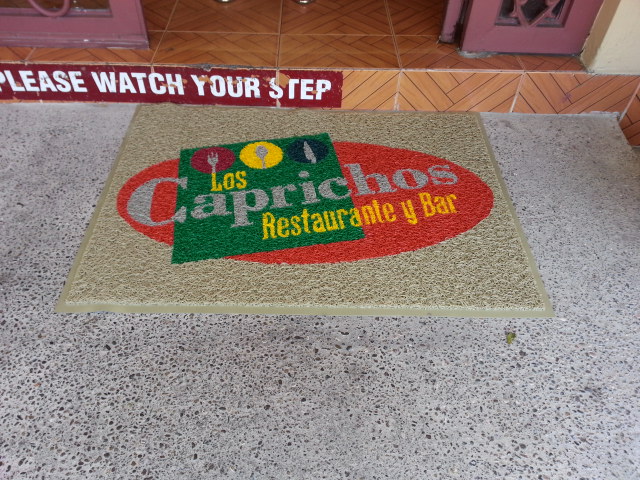 PLEASE WATCH YOUR STEP
Los
Caprichos
Restaurante y Bar